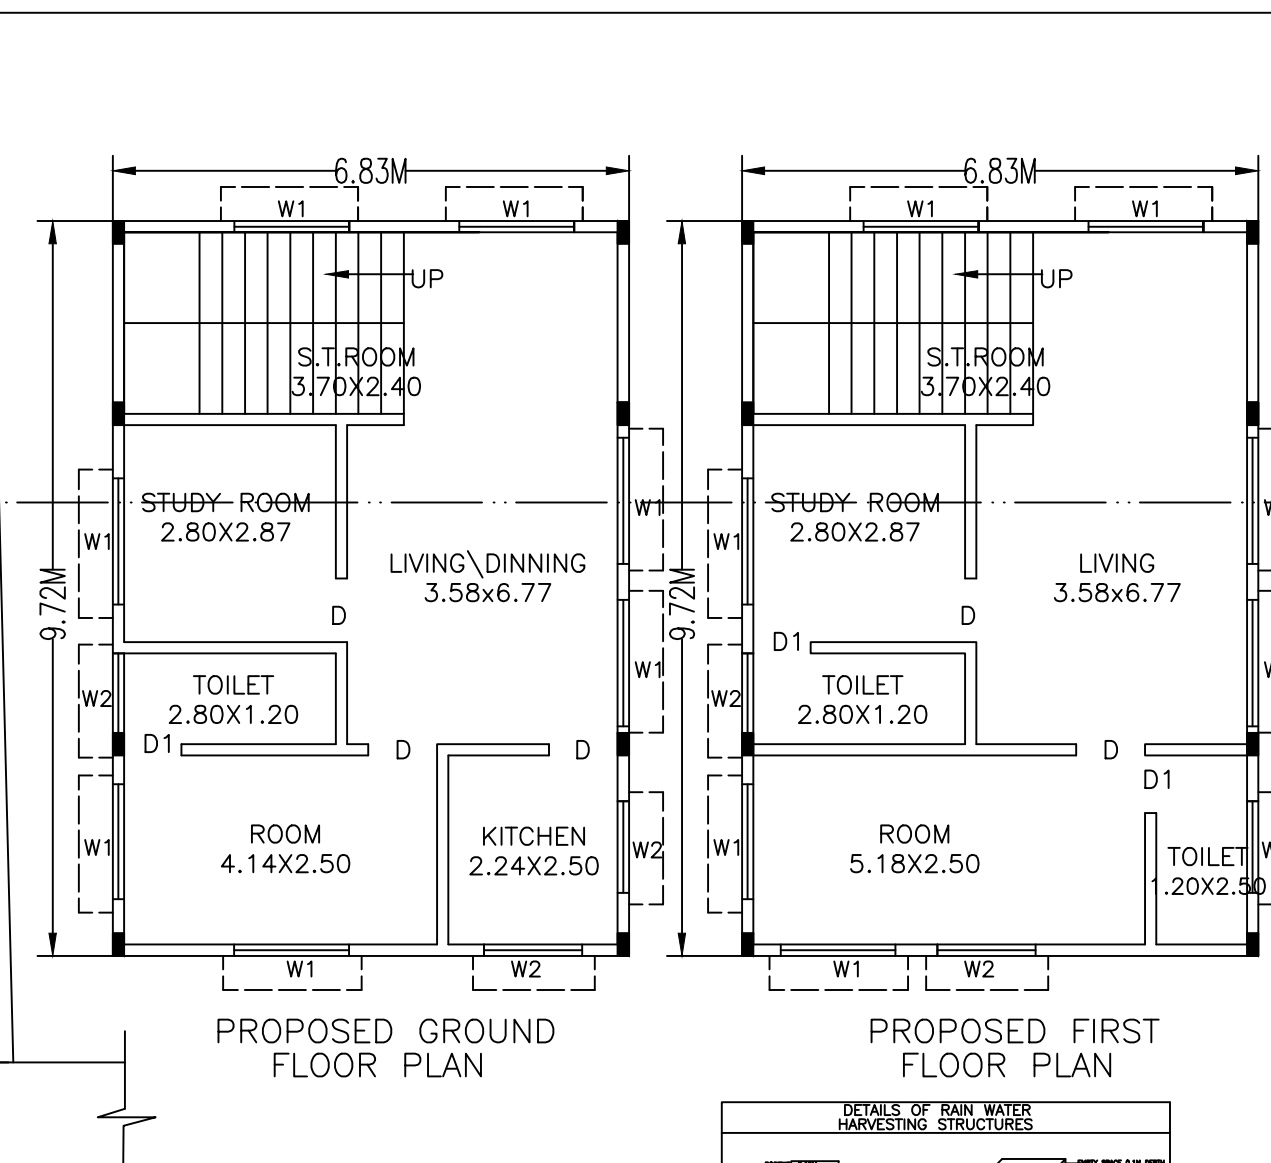 6.83M
W1
W1
UP
S.T.ROOM
3.70X2.40
STUDY ROOM
2.80X2.87
W1
W1
LIVING\DINNING
3.58x6.77
9.72M
D
W1
W2
TOILET
2.80X1.20
D1
D
D
W1
ROOM
4.14X2.50
KITCHEN
2.24X2.50
W2
W1
W2
PROPOSED GROUND
FLOOR PLAN
6.83M
W1
W1
UP
S.T.ROOM
3.70X2.40
STUDY ROOM
2.80X2.87
W1
LIVING
3.58x6.77
9.72M
D
D1
W2
TOILET
2.80X1.20
D
D1
W1
ROOM
5.18X2.50
TOILET
1.20X2.50
W1
W2
PROPOSED FIRST
FLOOR PLAN
DETAILS OF RAIN WATER
HARVESTING STRUCTURES